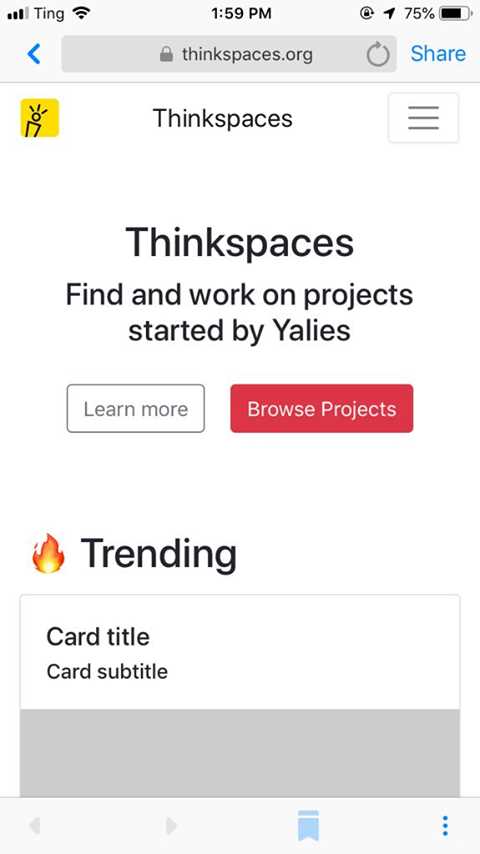 Ting 1:59 PM 75%
thinkspaces.org Share
Thinkspaces
Thinkspaces
Find and work on projects
started by Yalies
Learn more Browse Projects
🔥 Trending
Card title
Card subtitle